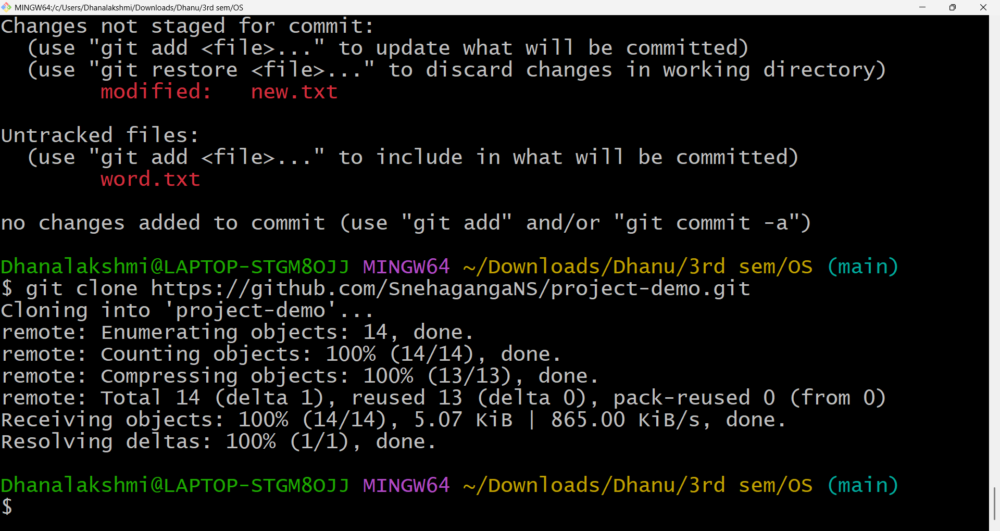 MINGW64:/c/Users/Dhanalakshmi/Downloads/Dhanu/3rd sem/OS
Changes not staged for commit:
  (use "git add <file>..." to update what will be committed)
  (use "git restore <file>..." to discard changes in working directory)
        modified:   new.txt

Untracked files:
  (use "git add <file>..." to include in what will be committed)
        word.txt

no changes added to commit (use "git add" and/or "git commit -a")

Dhanalakshmi@LAPTOP-STGM8OJJ MINGW64 ~/Downloads/Dhanu/3rd sem/OS (main)
$ git clone https://github.com/SnehagangaNS/project-demo.git
Cloning into 'project-demo'...
remote: Enumerating objects: 14, done.
remote: Counting objects: 100% (14/14), done.
remote: Compressing objects: 100% (13/13), done.
remote: Total 14 (delta 1), reused 13 (delta 0), pack-reused 0 (from 0)
Receiving objects: 100% (14/14), 5.07 KiB | 865.00 KiB/s, done.
Resolving deltas: 100% (1/1), done.

Dhanalakshmi@LAPTOP-STGM8OJJ MINGW64 ~/Downloads/Dhanu/3rd sem/OS (main)
$